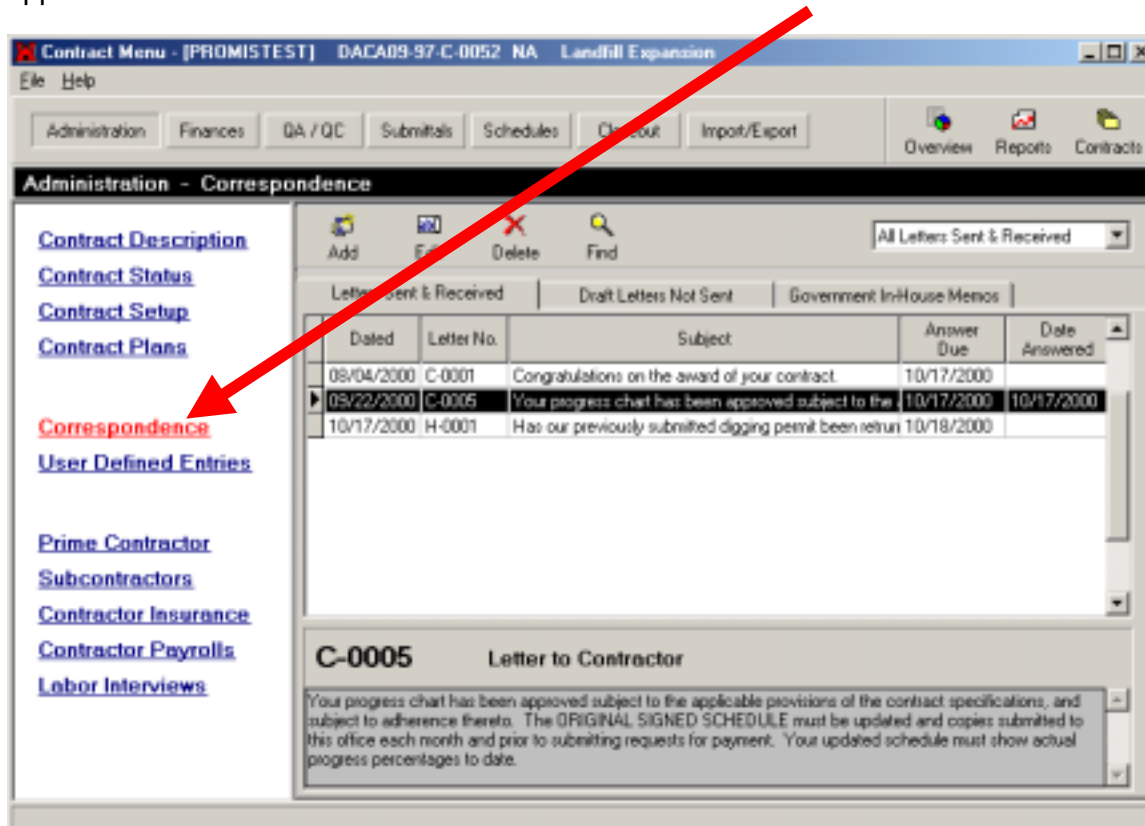 Contract Menu - [PROMISTEST] DACA09-97-C-0052 NA Landfill Expansion
File Help
Administration Finances QA / QC Submittals Schedules Closeout Import/Export Overview Reports Contracts
Administration - Correspondence
Contract Description
Contract Status
Contract Setup
Contract Plans
Correspondence
User Defined Entries
Prime Contractor
Subcontractors
Contractor Insurance
Contractor Payrolls
Labor Interviews
Add Edit Delete Find All Letters Sent & Received
Letters Sent & Received Draft Letters Not Sent Government In-House Memos
Dated Letter No. Subject Answer Due Date Answered
08/04/2000 C-0001 Congratulations on the award of your contract. 10/17/2000
09/22/2000 C-0005 Your progress chart has been approved subject to the 10/17/2000 10/17/2000
10/17/2000 H-0001 Has our previously submitted digging permit been retrun 10/18/2000
C-0005 Letter to Contractor
Your progress chart has been approved subject to the applicable provisions of the contract specifications, and
subject to adherence thereto. The ORIGINAL SIGNED SCHEDULE must be updated and copies submitted to
this office each month and prior to submitting requests for payment. Your updated schedule must show actual
progress percentages to date.